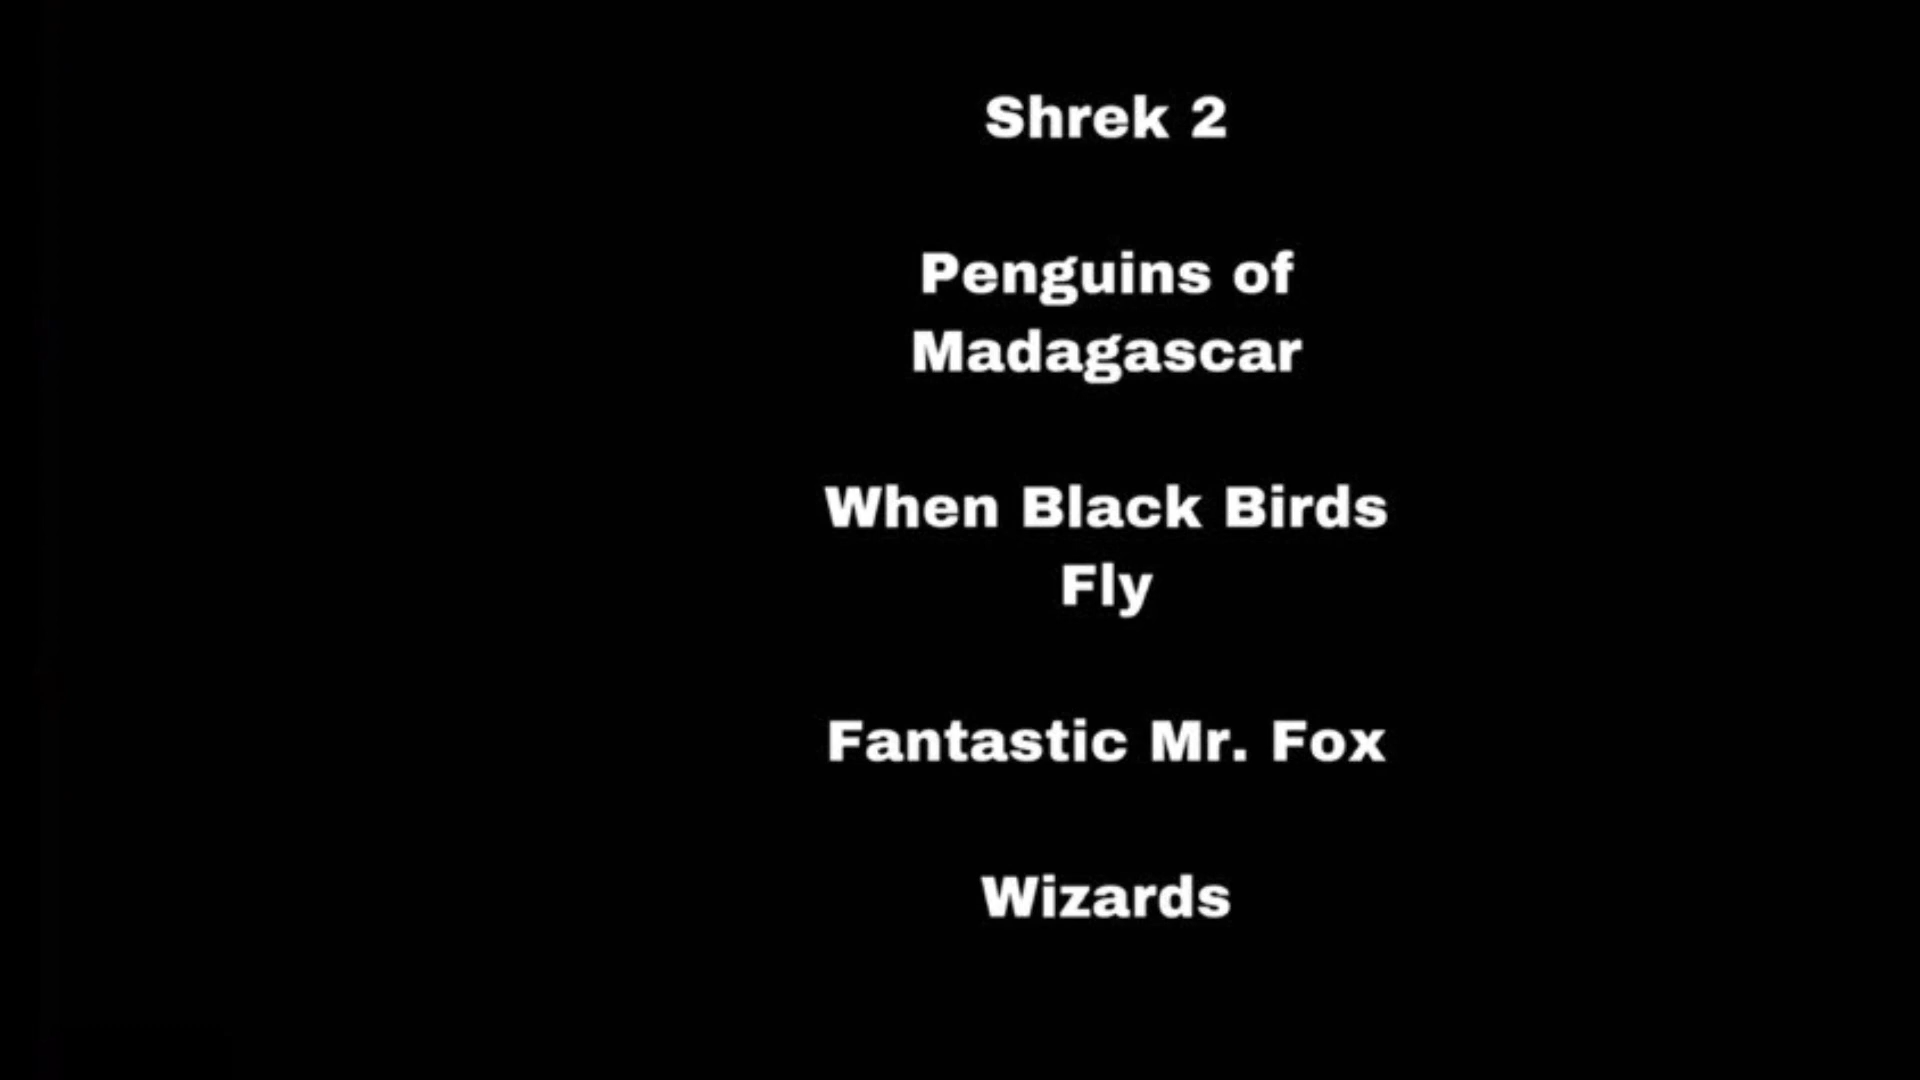 Shrek 2
Penguins of
Madagascar
When Black Birds
Fly
Fantastic Mr. Fox
Wizards